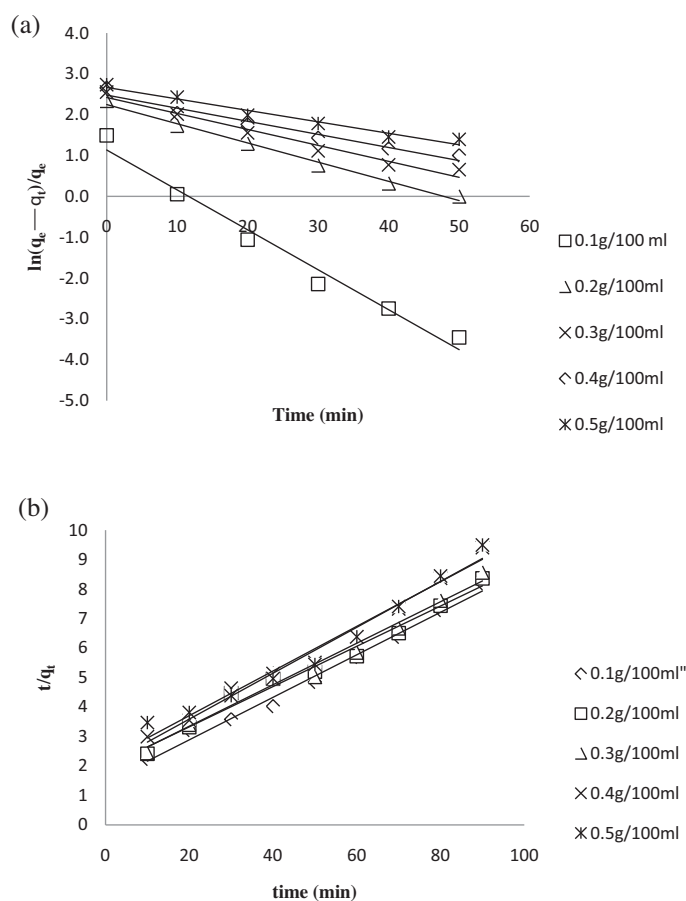 (a)
4.0
3.0
2.0
1.0
0.0
-1.0
-2.0
-3.0
-4.0
-5.0
0 10 20 30 40 50 60
ln(qe — qt)/qe
Time (min)
0.1g/100 ml
0.2g/100ml
0.3g/100ml
0.4g/100ml
0.5g/100ml
(b)
10
9
8
7
6
5
4
3
2
1
0
0 20 40 60 80 100
t/qt
time (min)
0.1g/100ml"
0.2g/100ml
0.3g/100ml
0.4g/100ml
0.5g/100ml